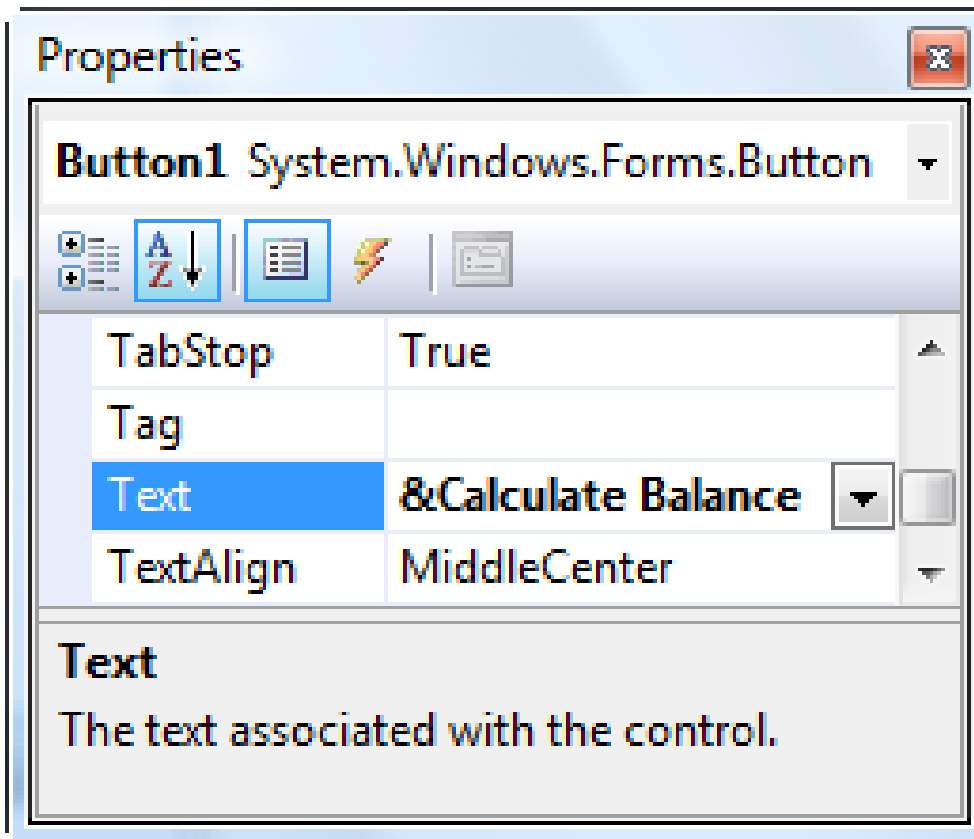 Properties
Button1 System.Windows.Forms.Button
A
Z
TabStop True
Tag
Text &Calculate Balance
TextAlign MiddleCenter
Text
The text associated with the control.